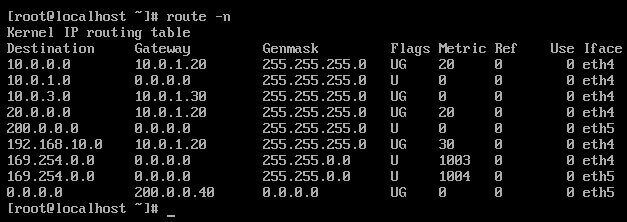 [root@localhost ~]# route -n
Kernel IP routing table
Destination     Gateway         Genmask         Flags Metric Ref    Use Iface
10.0.0.0        10.0.1.20       255.255.255.0   UG    20     0        0 eth4
10.0.1.0        0.0.0.0         255.255.255.0   U     0      0        0 eth4
10.0.3.0        10.0.1.30       255.255.255.0   UG    0      0        0 eth4
20.0.0.0        10.0.1.20       255.255.255.0   UG    20     0        0 eth4
200.0.0.0       0.0.0.0         255.255.255.0   U     0      0        0 eth5
192.168.10.0    10.0.1.20       255.255.255.0   UG    30     0        0 eth4
169.254.0.0     0.0.0.0         255.255.0.0     U     1003   0        0 eth4
169.254.0.0     0.0.0.0         255.255.0.0     U     1004   0        0 eth5
0.0.0.0         200.0.0.40      0.0.0.0         UG    0      0        0 eth5
[root@localhost ~]# _